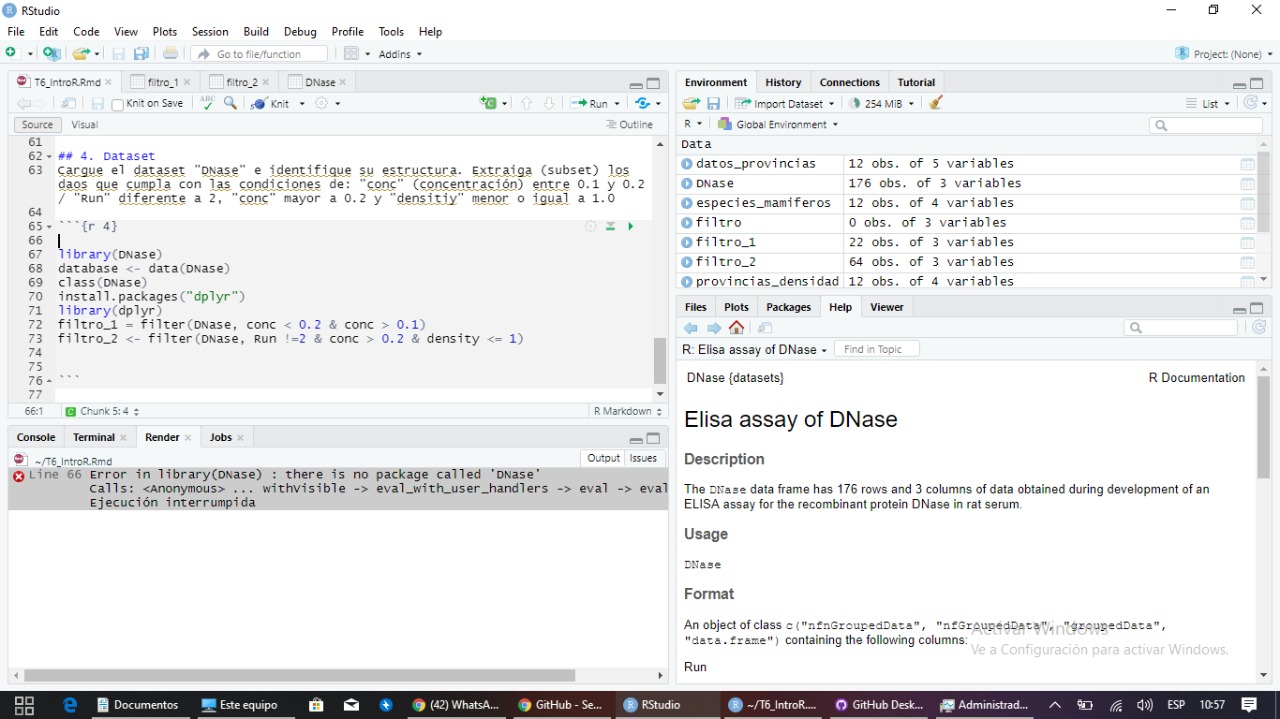 RStudio
File Edit Code View Plots Session Build Debug Profile Tools Help
Go to file/function Addins Project: (None)
T6_IntroR.Rmd filtro_1 filtro_2 DNase
Knit on Save ABC Knit Run
Source Visual Outline
61
62 ## 4. Dataset
63 Cargue el dataset "DNase" e identifique su estructura. Extraiga (subset) los
daos que cumpla con las condiciones de: "conc" (concentración) entre 0.1 y 0.2
/ "Run" diferente a 2, "conc" mayor a 0.2 y "densitiy" menor o igual a 1.0
64
65 ```{r 4}
66
67 library(DNase)
68 database <- data(DNase)
69 class(DNase)
70 install.packages("dplyr")
71 library(dplyr)
72 filtro_1 = filter(DNase, conc < 0.2 & conc > 0.1)
73 filtro_2 <- filter(DNase, Run !=2 & conc > 0.2 & density <= 1)
74
75
76 ```
77
66:1 Chunk 5: 4 R Markdown
Console Terminal Render Jobs
~/T6_IntroR.Rmd Output Issues
Line 66 Error in library(DNase) : there is no package called 'DNase'
Calls: <Anonymous> ... withVisible -> eval_with_user_handlers -> eval -> eval
Ejecución interrumpida
Environment History Connections Tutorial
Import Dataset 254 MiB List
R Global Environment
Data
datos_provincias 12 obs. of 5 variables
DNase 176 obs. of 3 variables
especies_mamiferos 12 obs. of 4 variables
filtro 0 obs. of 3 variables
filtro_1 22 obs. of 3 variables
filtro_2 64 obs. of 3 variables
provincias_densidad 12 obs. of 4 variables
Files Plots Packages Help Viewer
R: Elisa assay of DNase Find in Topic
DNase {datasets} R Documentation
Elisa assay of DNase
Description
The DNase data frame has 176 rows and 3 columns of data obtained during development of an
ELISA assay for the recombinant protein DNase in rat serum.
Usage
DNase
Format
An object of class c("nfnGroupedData", "nfGroupedData", "groupedData",
"data.frame") containing the following columns:
Run
Activar Windows
Ve a Configuración para activar Windows.
Documentos Este equipo (42) WhatsA... GitHub - Se... RStudio ~/T6_IntroR.... GitHub Desk... Administrad... ESP 10:57